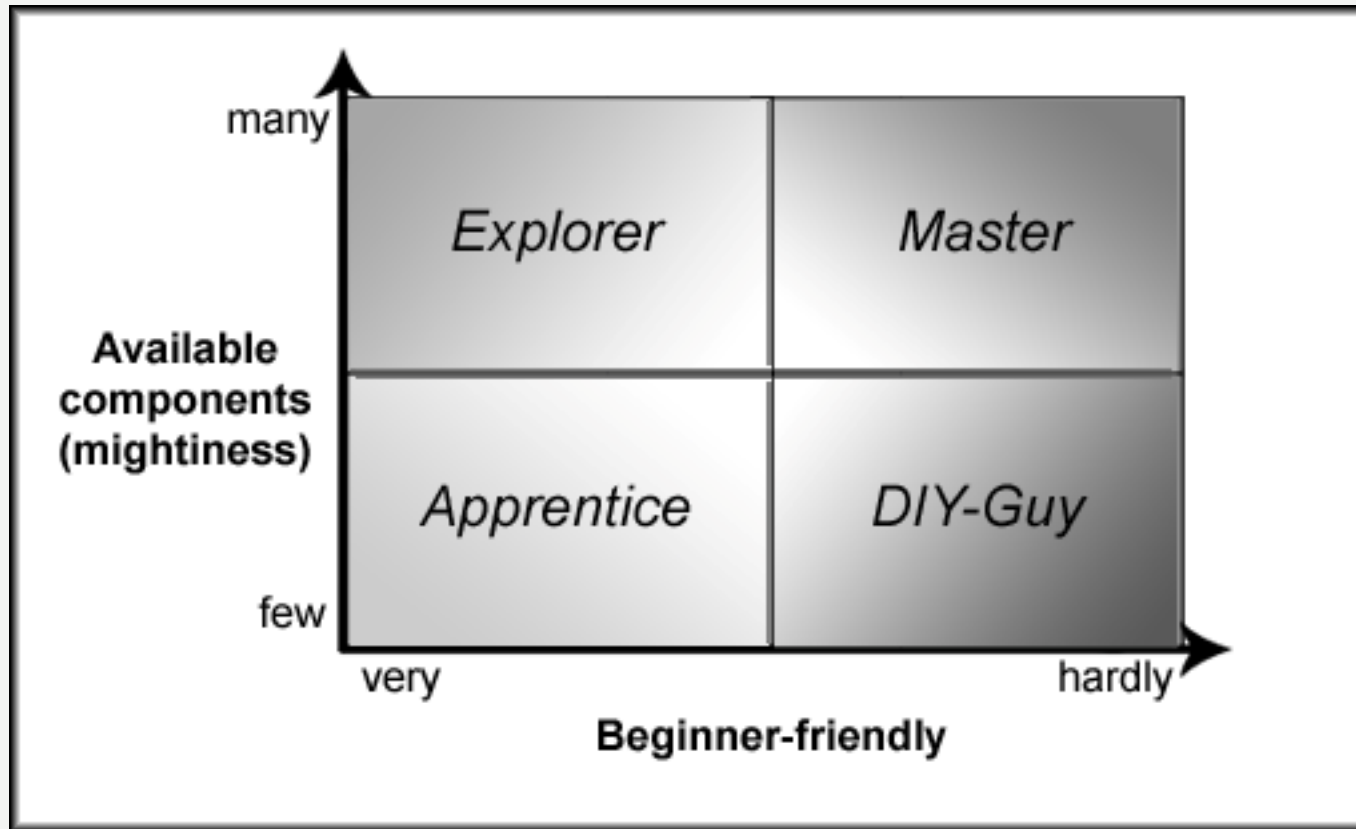 many
Explorer
Master
Available
components
(mightiness)
Apprentice
DIY-Guy
few
very
hardly
Beginner-friendly